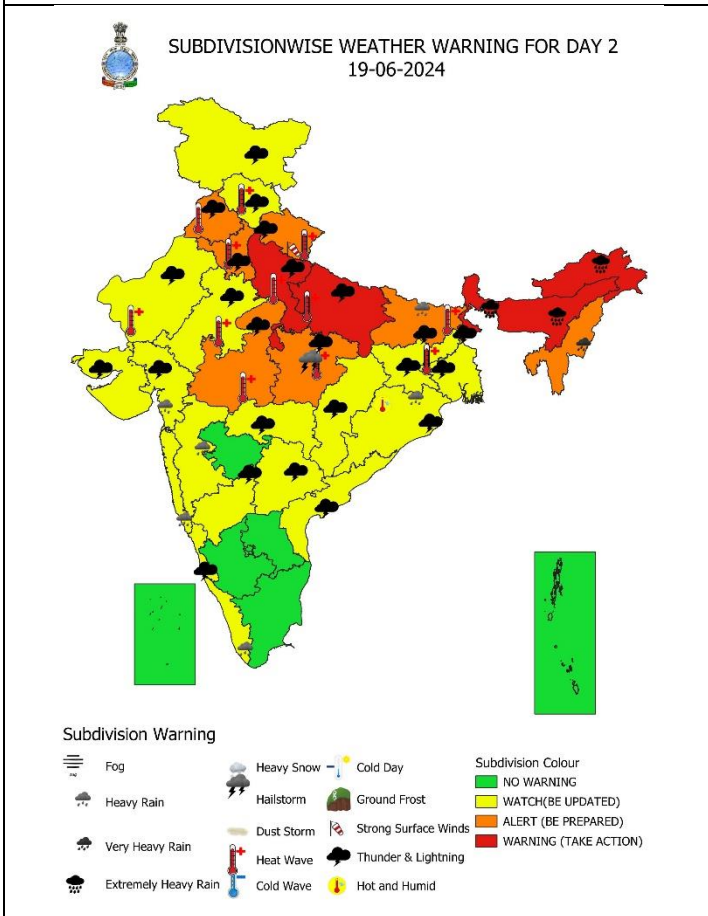 SUBDIVISIONWISE WEATHER WARNING FOR DAY 2
19-06-2024
Subdivision Warning
Fog
Heavy Rain
Very Heavy Rain
Extremely Heavy Rain
Heavy Snow
Hailstorm
Dust Storm
Heat Wave
Cold Wave
Cold Day
Ground Frost
Strong Surface Winds
Thunder & Lightning
Hot and Humid
Subdivision Colour
NO WARNING
WATCH(BE UPDATED)
ALERT (BE PREPARED)
WARNING (TAKE ACTION)